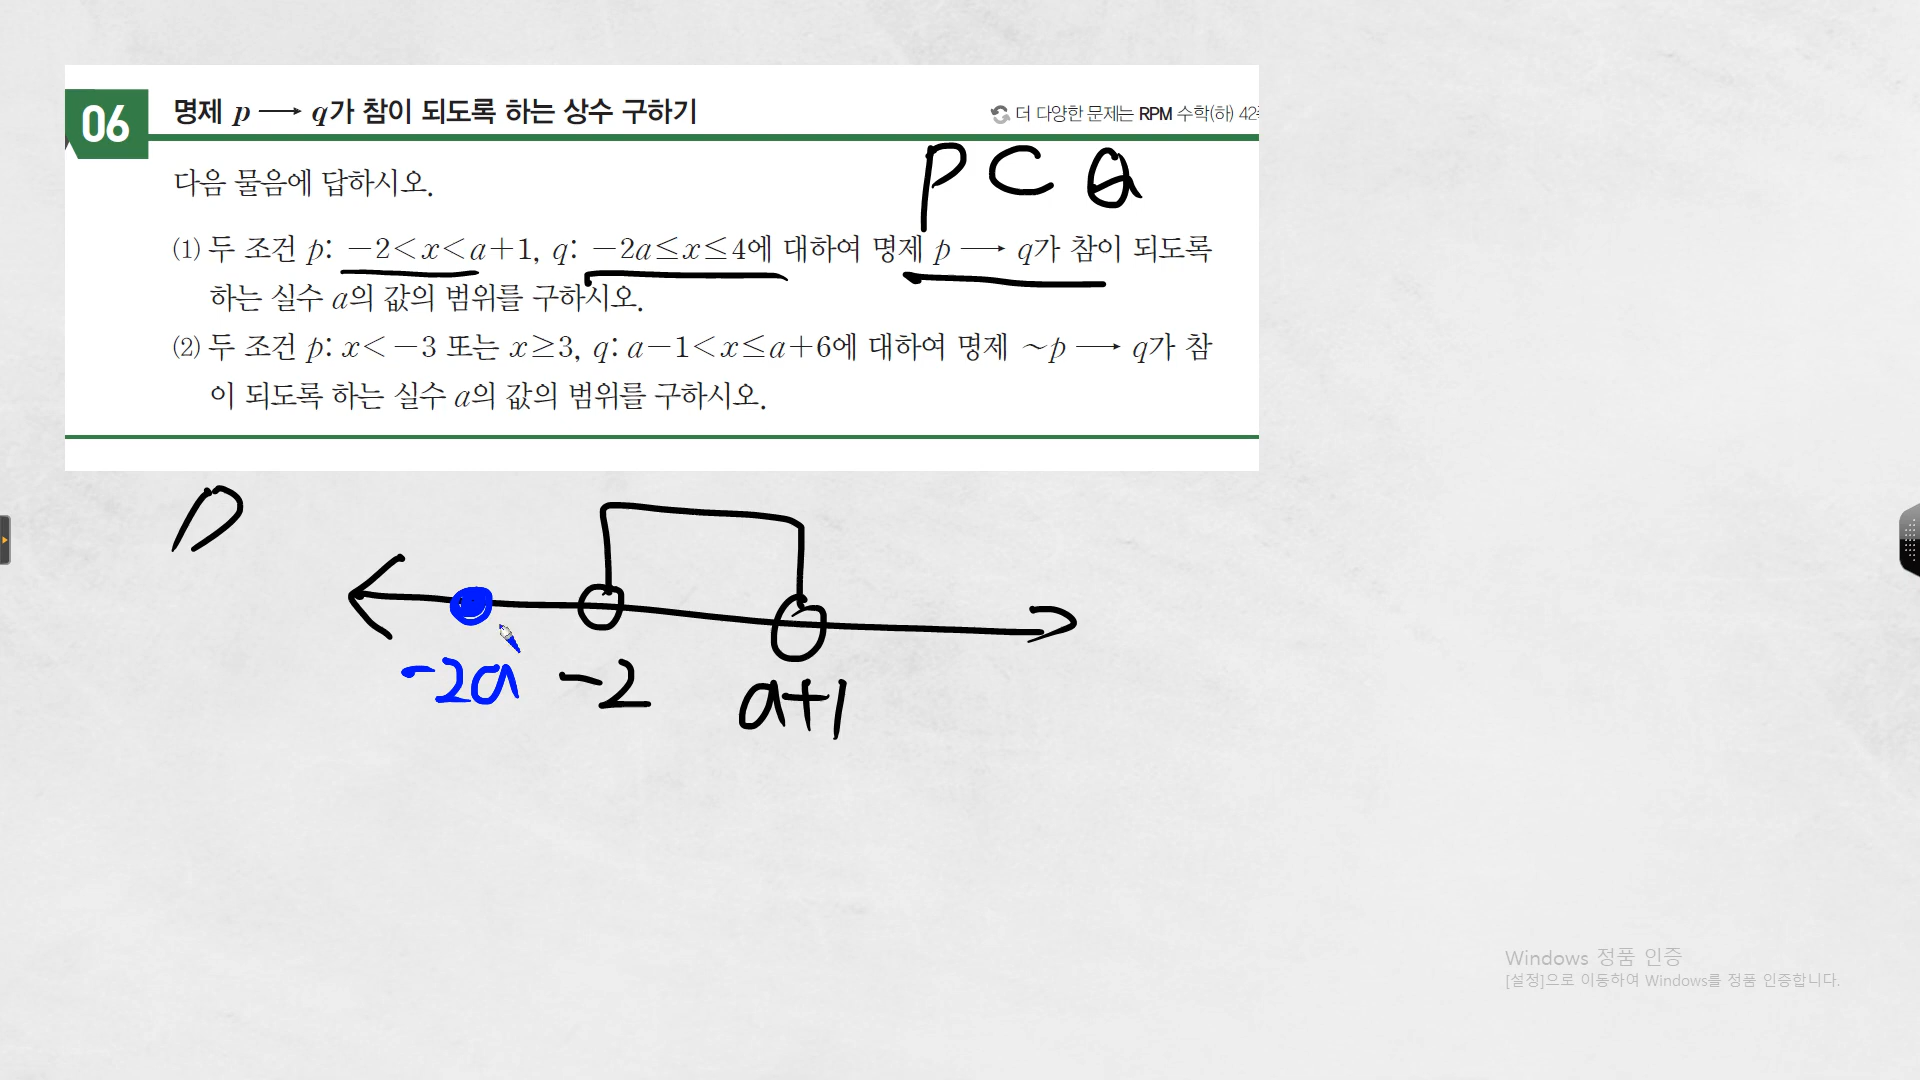 06
명제 p → q가 참이 되도록 하는 상수 구하기
더 다양한 문제는 RPM 수학(하) 42
다음 물음에 답하시오.
P ⊂ Q
(1) 두 조건 p: -2<x<a+1, q: -2a≤x≤4에 대하여 명제 p → q가 참이 되도록
하는 실수 a의 값의 범위를 구하시오.
(2) 두 조건 p: x<-3 또는 x≥3, q: a-1<x≤a+6에 대하여 명제 ~p → q가 참
이 되도록 하는 실수 a의 값의 범위를 구하시오.
-2a -2 a+1
Windows 정품 인증
[설정]으로 이동하여 Windows를 정품 인증합니다.